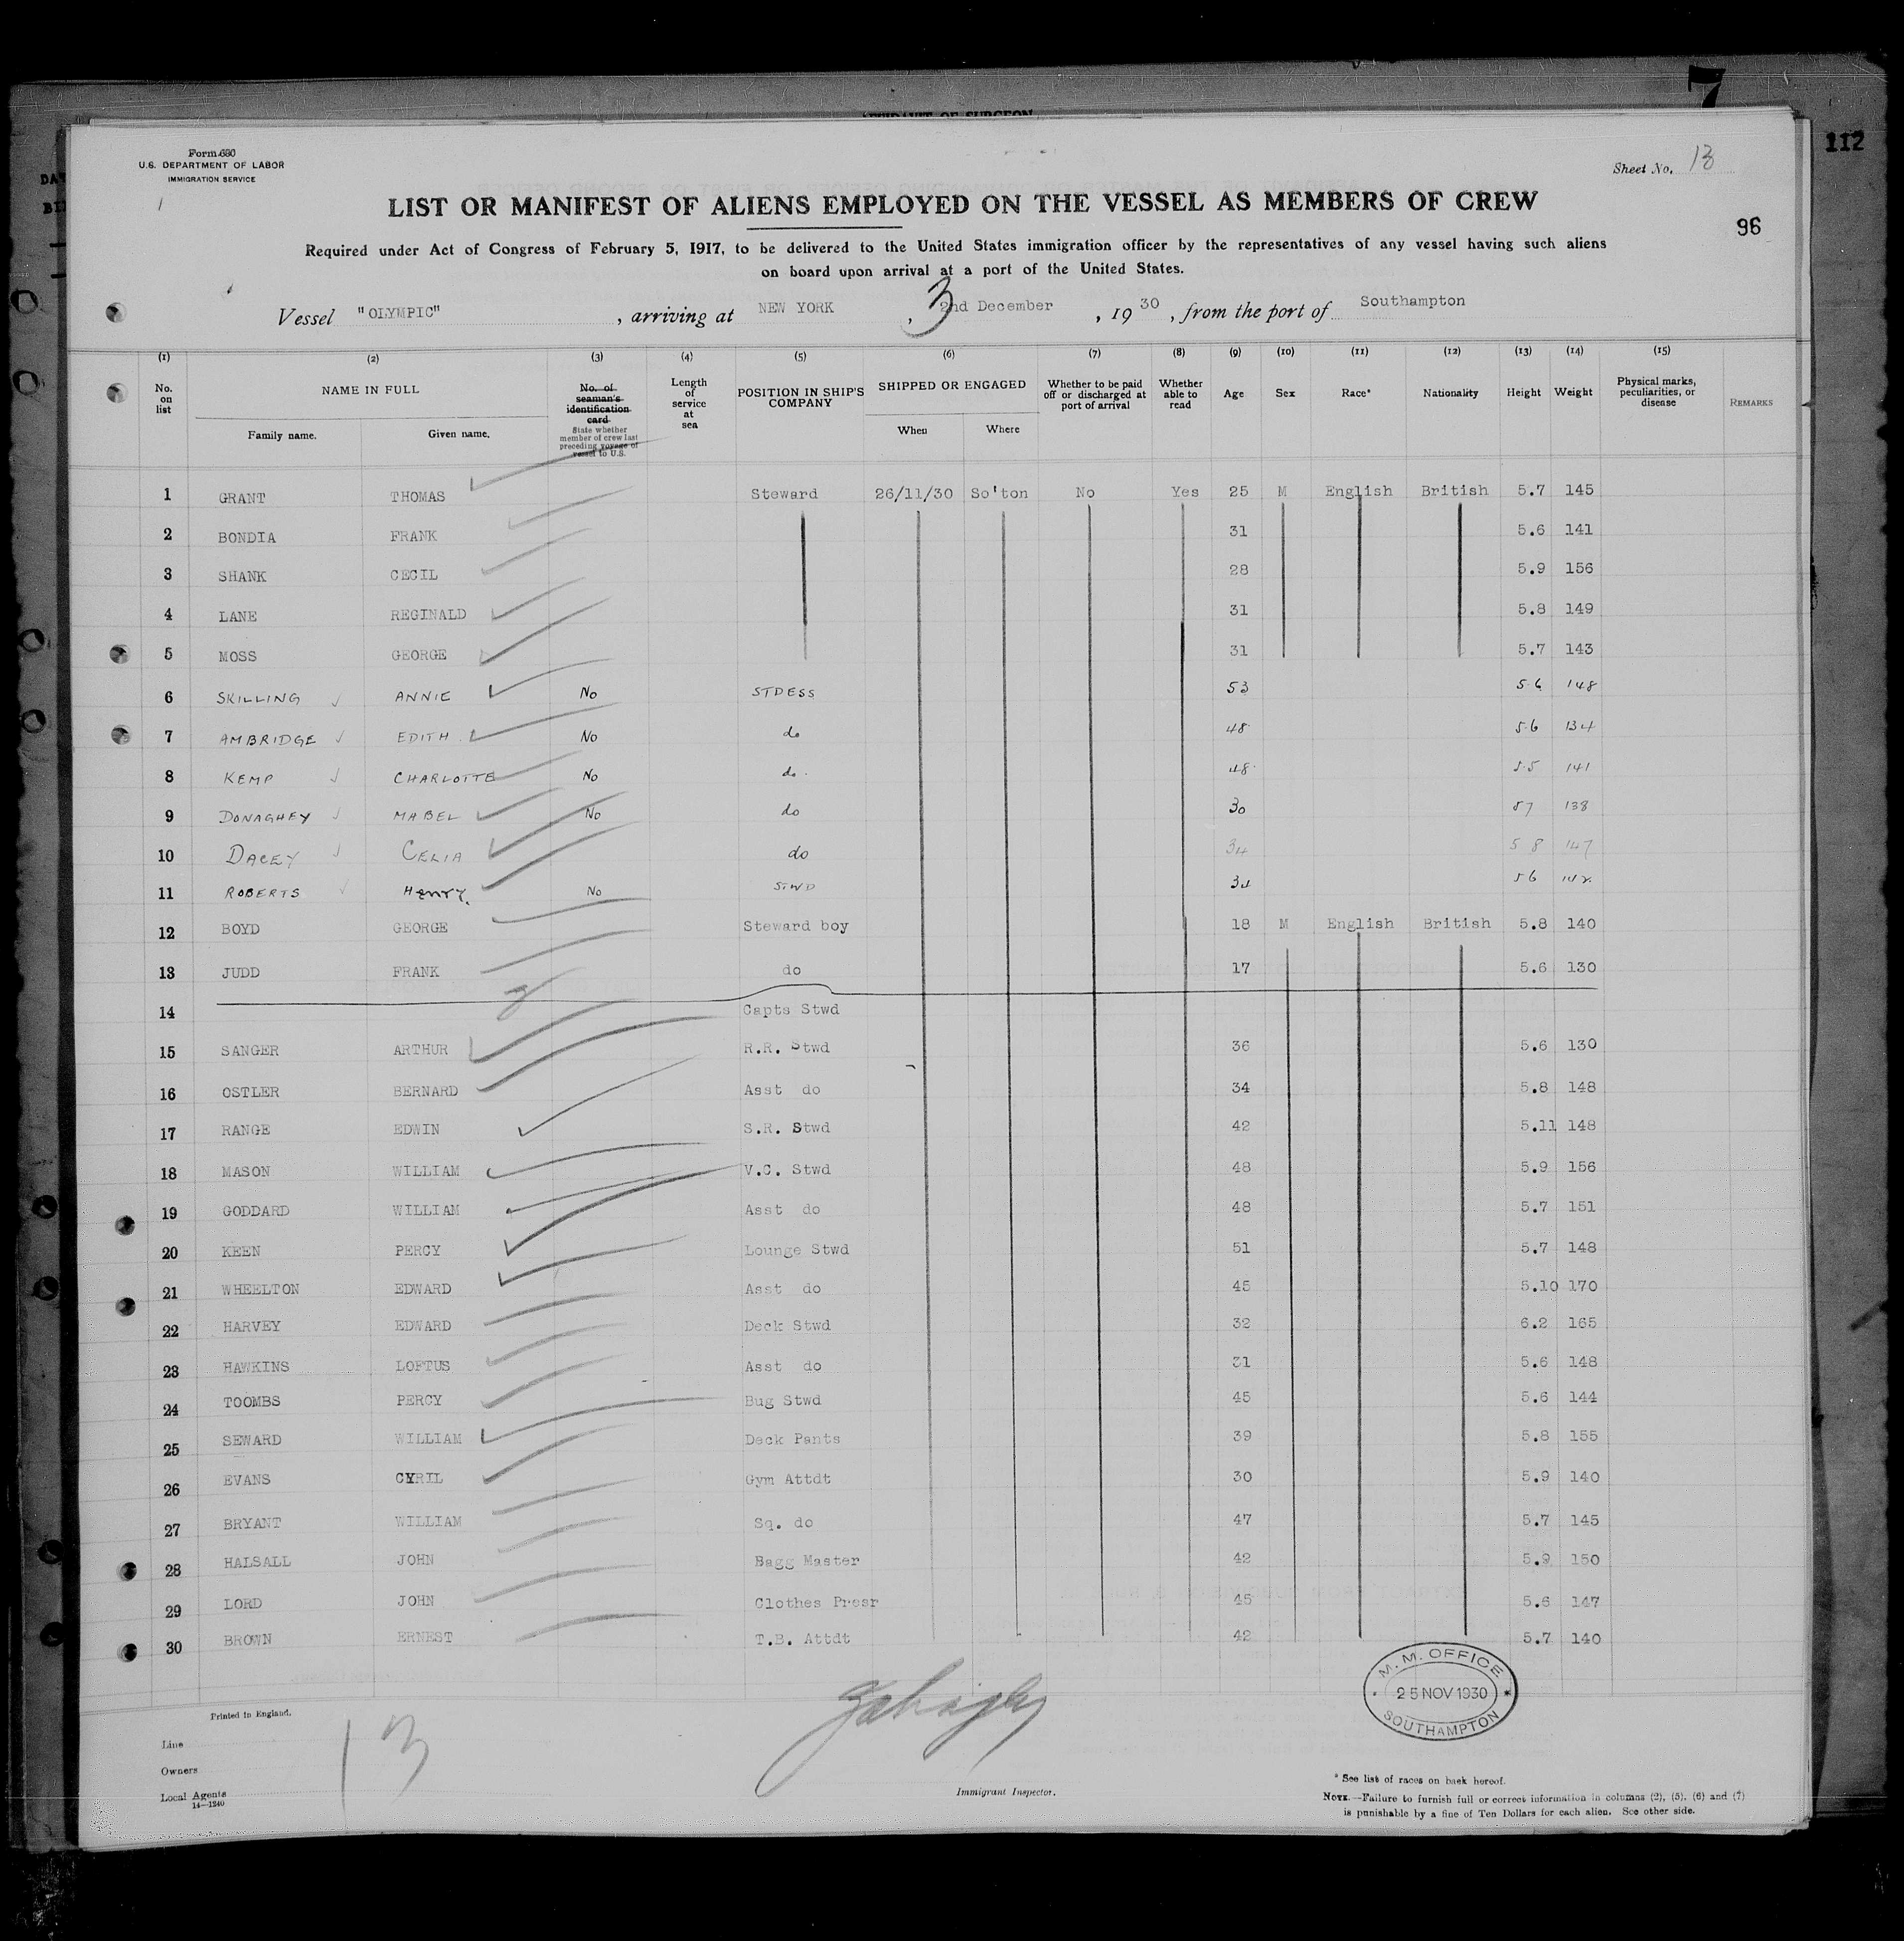 7
112
AFFIDAVIT OF SURGEON
Form 680
U.S. DEPARTMENT OF LABOR
IMMIGRATION SERVICE
Sheet No. 13
LIST OR MANIFEST OF ALIENS EMPLOYED ON THE VESSEL AS MEMBERS OF CREW
96
Required under Act of Congress of February 5, 1917, to be delivered to the United States immigration officer by the representatives of any vessel having such aliens
on board upon arrival at a port of the United States.
Vessel "OLYMPIC", arriving at NEW YORK, 3 2nd December, 1930, from the port of Southampton
(1) (2) (3) (4) (5) (6) (7) (8) (9) (10) (11) (12) (13) (14) (15)
No. on list
NAME IN FULL
Family name. Given name.
No. of seaman's identification card
State whether member of crew last preceding voyage of vessel to U.S.
Length of service at sea
POSITION IN SHIP'S COMPANY
SHIPPED OR ENGAGED
When Where
Whether to be paid off or discharged at port of arrival
Whether able to read
Age
Sex
Race*
Nationality
Height
Weight
Physical marks, peculiarities, or disease
REMARKS
1 GRANT THOMAS Steward 26/11/30 So'ton No Yes 25 M English British 5.7 145
2 BONDIA FRANK 31 5.6 141
3 SHANK CECIL 28 5.9 156
4 LANE REGINALD 31 5.8 149
5 MOSS GEORGE 31 5.7 143
6 SKILLING ANNIE No STDESS 53 5.6 148
7 AMBRIDGE EDITH No do 48 5.6 134
8 KEMP CHARLOTTE No do 48 5.5 141
9 DONAGHEY MABEL No do 30 57 138
10 DACEY CELIA do 34 5 8 147
11 ROBERTS HENRY. No STWD 34 56 142
12 BOYD GEORGE Steward boy 18 M English British 5.8 140
13 JUDD FRANK do 17 5.6 130
14 Capts Stwd
15 SANGER ARTHUR R.R. Stwd 36 5.6 130
16 OSTLER BERNARD Asst do 34 5.8 148
17 RANGE EDWIN S.R. Stwd 42 5.11 148
18 MASON WILLIAM V.C. Stwd 48 5.9 156
19 GODDARD WILLIAM Asst do 48 5.7 151
20 KEEN PERCY Lounge Stwd 51 5.7 148
21 WHEELTON EDWARD Asst do 45 5.10 170
22 HARVEY EDWARD Deck Stwd 32 6.2 165
23 HAWKINS LOFTUS Asst do 31 5.6 148
24 TOOMBS PERCY Bug Stwd 45 5.6 144
25 SEWARD WILLIAM Deck Pants 39 5.8 155
26 EVANS CYRIL Gym Attdt 30 5.9 140
27 BRYANT WILLIAM Sq. do 47 5.7 145
28 HALSALL JOHN Bagg Master 42 5.9 150
29 LORD JOHN Clothes Presr 45 5.6 147
30 BROWN ERNEST T.B. Attdt 42 5.7 140
M.M. OFFICE
25 NOV 1930
SOUTHAMPTON
Printed in England.
13
Line
Owners
Local Agents
14—1240
Immigrant Inspector.
* See list of races on back hereof.
NOTE.—Failure to furnish full or correct information in columns (2), (5), (6) and (7)
is punishable by a fine of Ten Dollars for each alien. See other side.